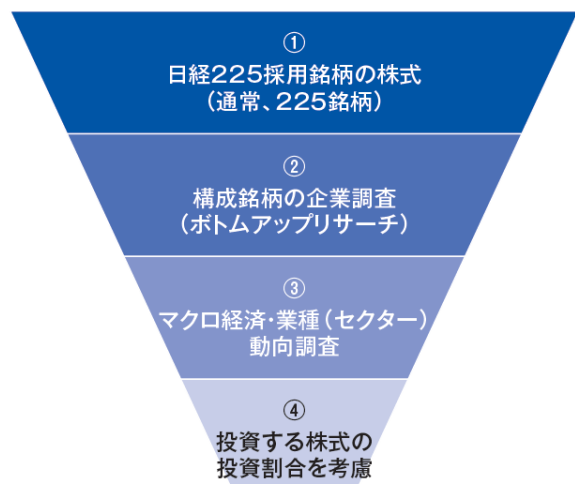 ①
日経225採用銘柄の株式
(通常、225銘柄)
②
構成銘柄の企業調査
(ボトムアップリサーチ)
③
マクロ経済・業種(セクター)
動向調査
④
投資する株式の
投資割合を考慮